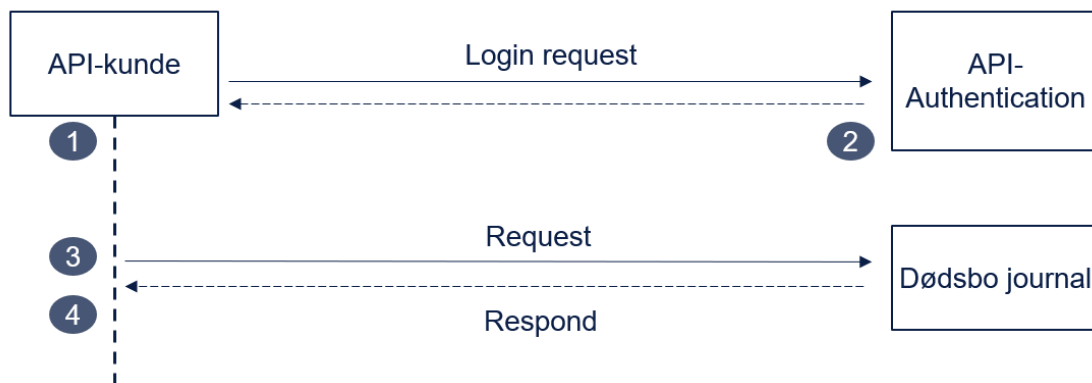 API-kunde
Login request
API-
Authentication
1
2
Request
3
Dødsbo journal
4
Respond